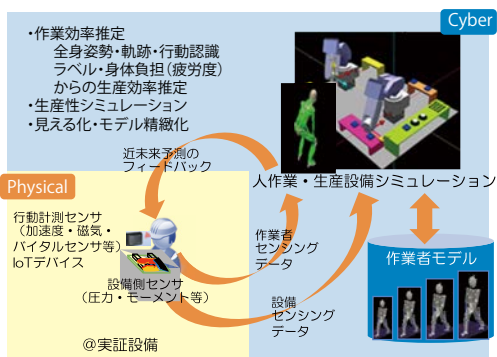 Cyber
・作業効率推定
全身姿勢・軌跡・行動認識
ラベル・身体負担(疲労度)
からの生産効率推定
・生産性シミュレーション
・見える化・モデル精緻化
近未来予測の
フィードバック
人作業・生産設備シミュレーション
Physical
行動計測センサ
(加速度・磁気・
バイタルセンサ等)
IoTデバイス
設備側センサ
(圧力・モーメント等)
@実証設備
作業者
センシング
データ
設備
センシング
データ
作業者モデル